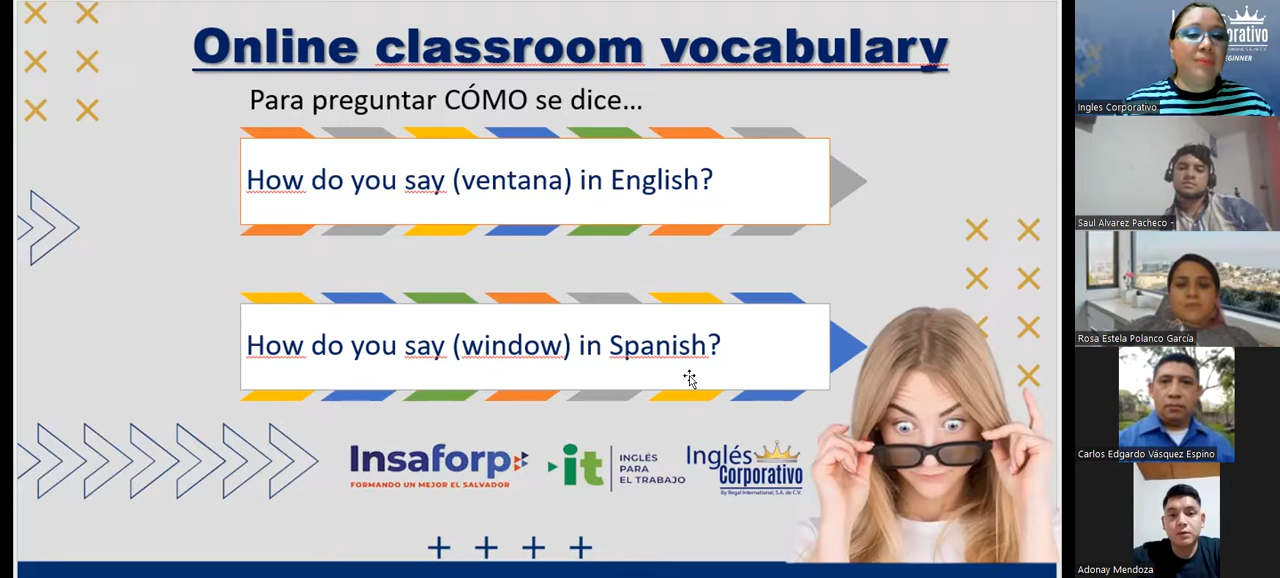 Online classroom vocabulary
Para preguntar CÓMO se dice...
How do you say (ventana) in English?
How do you say (window) in Spanish?
Insaforp
FORMANDO UN MEJOR EL SALVADOR
it
INGLÉS
PARA
EL TRABAJO
Inglés
Corporativo
By Regal International, S.A. de C.V.
Ingles Corporativo
Saul Alvarez Pacheco -
Rosa Estela Polanco García
Carlos Edgardo Vásquez Espino
Adonay Mendoza